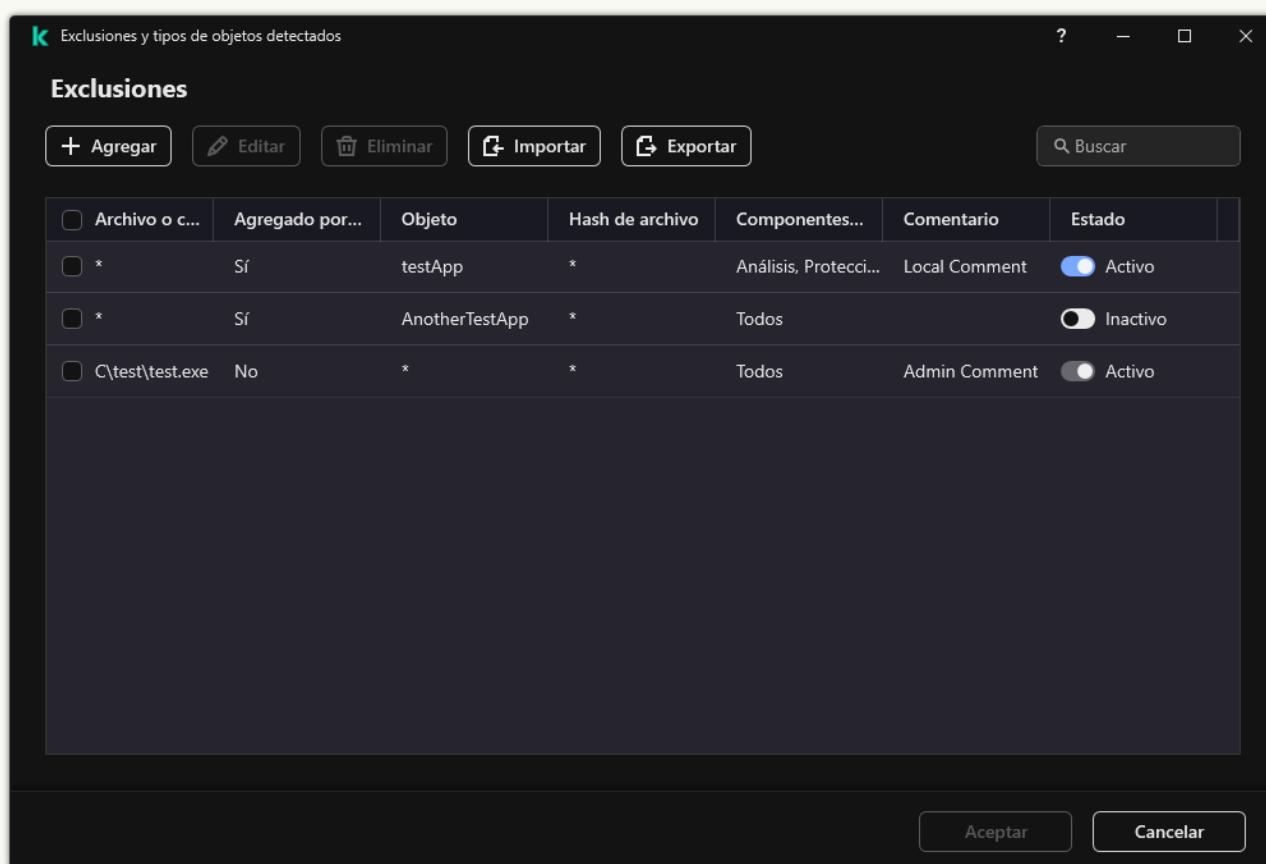 Exclusiones y tipos de objetos detectados ?
Exclusiones
Agregar Editar Eliminar Importar Exportar Buscar
Archivo o c... Agregado por... Objeto Hash de archivo Componentes... Comentario Estado
* Sí testApp * Análisis, Protecci... Local Comment Activo
* Sí AnotherTestApp * Todos Inactivo
C\test\test.exe No * * Todos Admin Comment Activo
Aceptar Cancelar